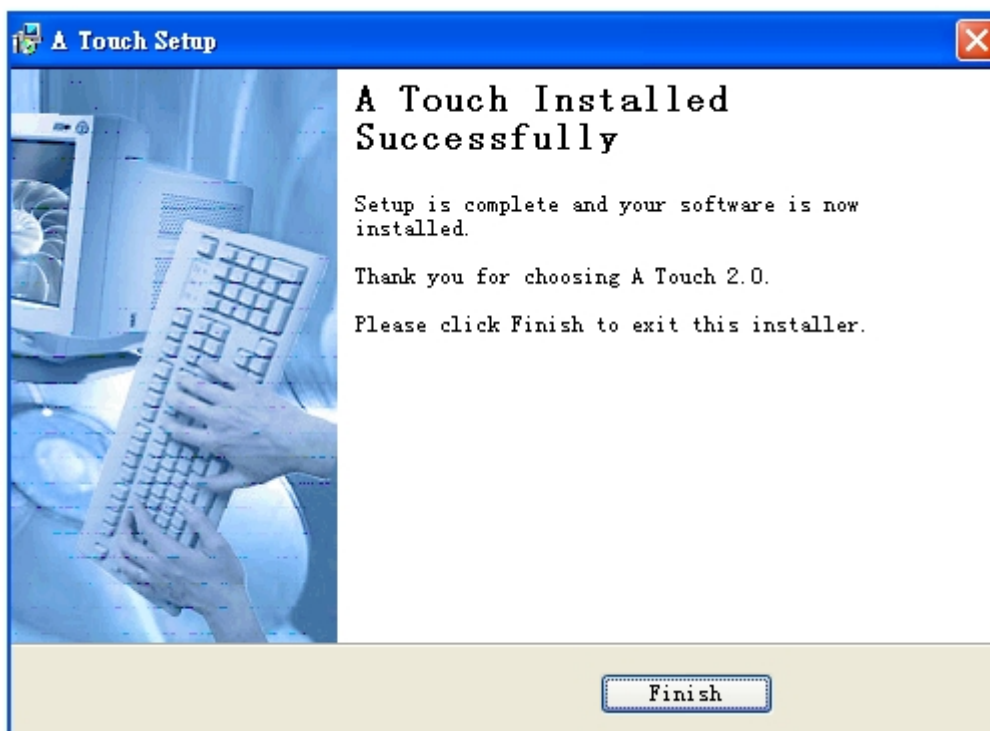 A Touch Setup
A Touch Installed
Successfully
Setup is complete and your software is now
installed.
Thank you for choosing A Touch 2.0.
Please click Finish to exit this installer.
Finish